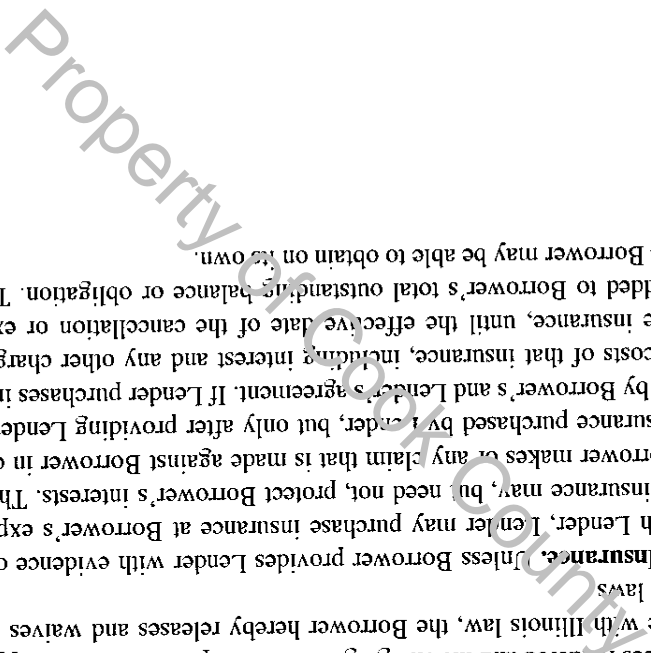 e with Illinois law, the Borrower hereby releases and waives
laws
Insurance. Unless Borrower provides Lender with evidence o
h Lender, Lender may purchase insurance at Borrower's exp
insurance may, but need not, protect Borrower's interests. Th
orrower makes or any claim that is made against Borrower in c
surance purchased by Lender, but only after providing Lende
by Borrower's and Lender's agreement. If Lender purchases in
costs of that insurance, including interest and any other charg
e insurance, until the effective date of the cancellation or ex
dded to Borrower's total outstanding balance or obligation. T
Borrower may be able to obtain on its own.
Property of Cook County